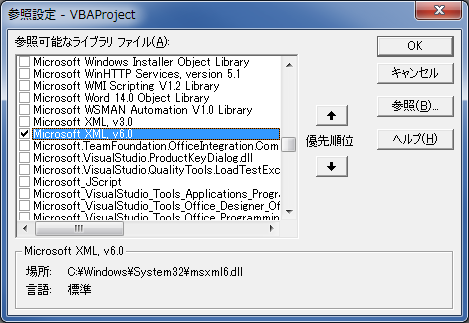 参照設定 - VBAProject
参照可能なライブラリ ファイル(A):
Microsoft Windows Installer Object Library
Microsoft WinHTTP Services, version 5.1
Microsoft WMI Scripting V1.2 Library
Microsoft Word 14.0 Object Library
Microsoft WSMAN Automation V1.0 Library
Microsoft XML, v3.0
Microsoft XML, v6.0
Microsoft.TeamFoundation.OfficeIntegration.Com
Microsoft.VisualStudio.ProductKeyDialog.dll
Microsoft.VisualStudio.QualityTools.LoadTestExc
Microsoft_JScript
Microsoft_VisualStudio_Tools_Applications_Progra
Microsoft_VisualStudio_Tools_Office_Designer_Of
Microsoft_VisualStudio_Tools_Office_Programmin
優先順位
OK
キャンセル
参照(B)...
ヘルプ(H)
Microsoft XML, v6.0
場所: C:¥Windows¥System32¥msxml6.dll
言語: 標準